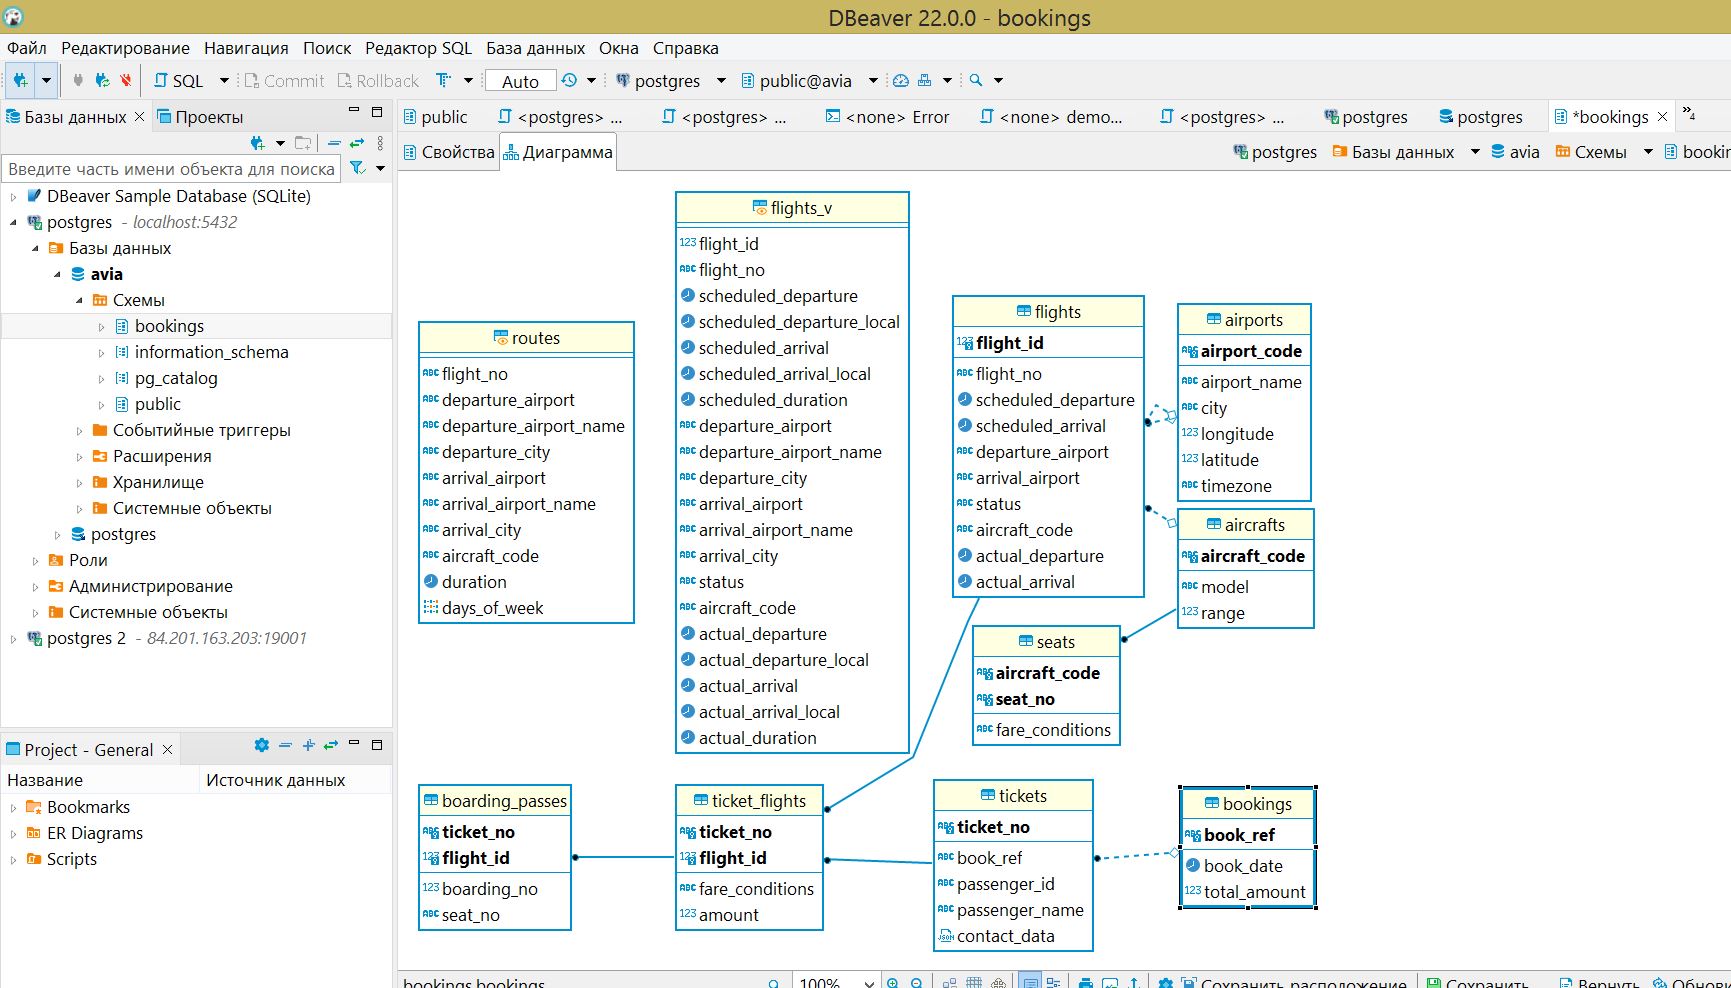 DBeaver 22.0.0 - bookings
Файл Редактирование Навигация Поиск Редактор SQL База данных Окна Справка
SQL Commit Rollback Auto postgres public@avia
Базы данных Проекты
Введите часть имени объекта для поиска
DBeaver Sample Database (SQLite)
postgres - localhost:5432
Базы данных
avia
Схемы
bookings
information_schema
pg_catalog
public
Событийные триггеры
Расширения
Хранилище
Системные объекты
postgres
Роли
Администрирование
Системные объекты
postgres 2 - 84.201.163.203:19001
Project - General
Название Источник данных
Bookmarks
ER Diagrams
Scripts
public <postgres> ... <postgres> ... <none> Error <none> demo... <postgres> ... postgres postgres *bookings »4
Свойства Диаграмма postgres Базы данных avia Схемы bookin
routes
flight_no
departure_airport
departure_airport_name
departure_city
arrival_airport
arrival_airport_name
arrival_city
aircraft_code
duration
days_of_week
flights_v
flight_id
flight_no
scheduled_departure
scheduled_departure_local
scheduled_arrival
scheduled_arrival_local
scheduled_duration
departure_airport
departure_airport_name
departure_city
arrival_airport
arrival_airport_name
arrival_city
status
aircraft_code
actual_departure
actual_departure_local
actual_arrival
actual_arrival_local
actual_duration
flights
flight_id
flight_no
scheduled_departure
scheduled_arrival
departure_airport
arrival_airport
status
aircraft_code
actual_departure
actual_arrival
airports
airport_code
airport_name
city
longitude
latitude
timezone
aircrafts
aircraft_code
model
range
seats
aircraft_code
seat_no
fare_conditions
boarding_passes
ticket_no
flight_id
boarding_no
seat_no
ticket_flights
ticket_no
flight_id
fare_conditions
amount
tickets
ticket_no
book_ref
passenger_id
passenger_name
contact_data
bookings
book_ref
book_date
total_amount
bookings bookings 100% Сохранить расположение Сохранить Вернуть Обнови